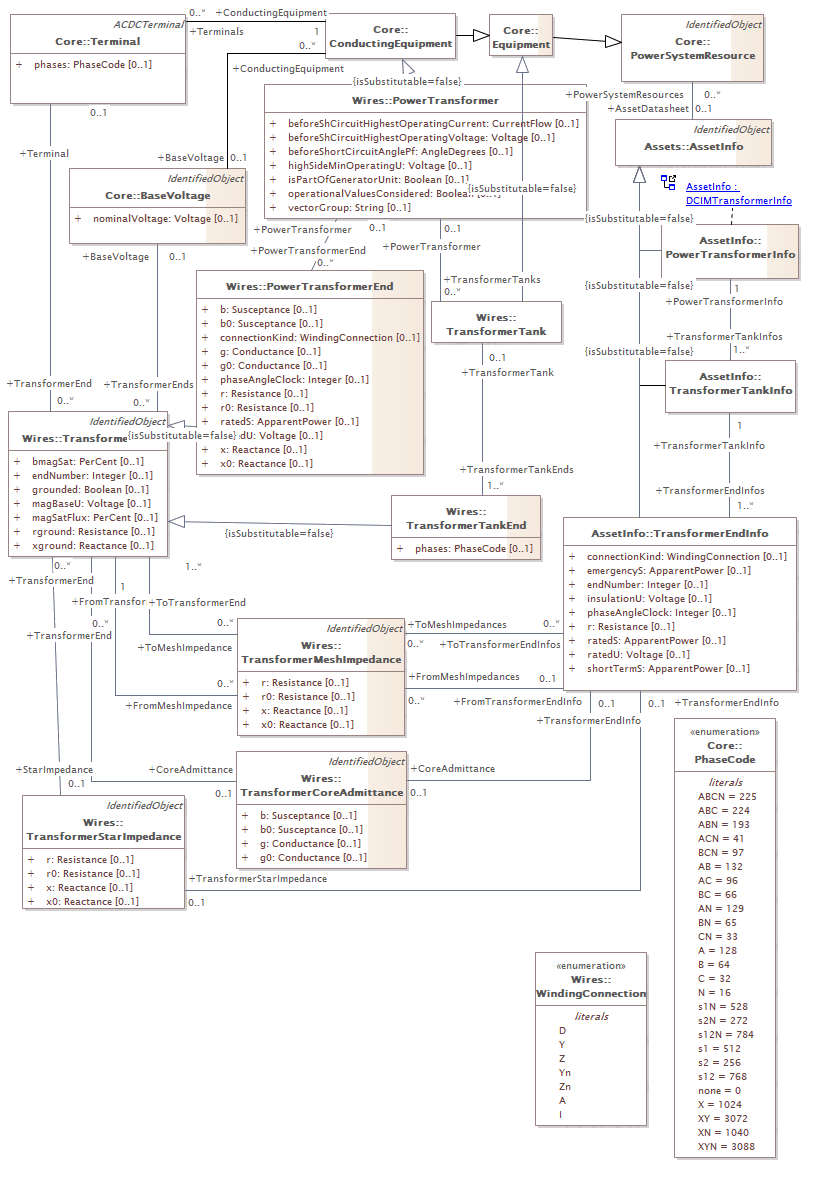 ACDCTerminal
Core::Terminal
+ phases: PhaseCode [0..1]
0..*
+ConductingEquipment
+Terminals
1
0..*
+ConductingEquipment
Core::
ConductingEquipment
Core::
Equipment
IdentifiedObject
Core::
PowerSystemResource
{isSubstitutable=false}
+PowerSystemResources
0..*
+AssetDatasheet
0..1
0..1
+Terminal
Wires::PowerTransformer
+ beforeShCircuitHighestOperatingCurrent: CurrentFlow [0..1]
+ beforeShCircuitHighestOperatingVoltage: Voltage [0..1]
+ beforeShortCircuitAnglePf: AngleDegrees [0..1]
+ highSideMinOperatingU: Voltage [0..1]
+ isPartOfGeneratorUnit: Boolean [0..1]
+ operationalValuesConsidered: Boolean [0..1]
+ vectorGroup: String [0..1]
{isSubstitutable=false}
IdentifiedObject
Assets::AssetInfo
+BaseVoltage
0..1
IdentifiedObject
Core::BaseVoltage
+ nominalVoltage: Voltage [0..1]
AssetInfo :
DCIMTransformerInfo
{isSubstitutable=false}
+PowerTransformer
0..1
0..1
+PowerTransformerEnd
0..*
+PowerTransformer
+BaseVoltage
0..1
AssetInfo::
PowerTransformerInfo
Wires::PowerTransformerEnd
+ b: Susceptance [0..1]
+ b0: Susceptance [0..1]
+ connectionKind: WindingConnection [0..1]
+ g: Conductance [0..1]
+ g0: Conductance [0..1]
+ phaseAngleClock: Integer [0..1]
+ r: Resistance [0..1]
+ r0: Resistance [0..1]
+ ratedS: ApparentPower [0..1]
dU: Voltage [0..1]
+ x: Reactance [0..1]
+ x0: Reactance [0..1]
+TransformerTanks
0..*
{isSubstitutable=false}
1
+PowerTransformerInfo
Wires::
TransformerTank
+TransformerTankInfos
1..*
{isSubstitutable=false}
0..1
+TransformerTank
AssetInfo::
TransformerTankInfo
+TransformerEnd
0..*
+TransformerEnds
0..*
IdentifiedObject
Wires::Transforme
{isSubstitutable=false}
+ bmagSat: PerCent [0..1]
+ endNumber: Integer [0..1]
+ grounded: Boolean [0..1]
+ magBaseU: Voltage [0..1]
+ magSatFlux: PerCent [0..1]
+ rground: Resistance [0..1]
+ xground: Reactance [0..1]
1
+TransformerTankInfo
+TransformerTankEnds
1..*
+TransformerEndInfos
1..*
Wires::
TransformerTankEnd
+ phases: PhaseCode [0..1]
{isSubstitutable=false}
AssetInfo::TransformerEndInfo
+ connectionKind: WindingConnection [0..1]
+ emergencyS: ApparentPower [0..1]
+ endNumber: Integer [0..1]
+ insulationU: Voltage [0..1]
+ phaseAngleClock: Integer [0..1]
+ r: Resistance [0..1]
+ ratedS: ApparentPower [0..1]
+ ratedU: Voltage [0..1]
+ shortTermS: ApparentPower [0..1]
0..*
+TransformerEnd
1
1..*
+FromTransfor
+ToTransformerEnd
0..*
+TransformerEnd
0..*
+ToMeshImpedance
0..*
+FromMeshImpedance
IdentifiedObject
Wires::
TransformerMeshImpedance
+ r: Resistance [0..1]
+ r0: Resistance [0..1]
+ x: Reactance [0..1]
+ x0: Reactance [0..1]
+ToMeshImpedances
0..*
0..*
+ToTransformerEndInfos
+FromMeshImpedances
0..1
0..*
+FromTransformerEndInfo
0..1
+TransformerEndInfo
0..1
+TransformerEndInfo
+StarImpedance
0..1
+CoreAdmittance
0..1
IdentifiedObject
Wires::
TransformerCoreAdmittance
+ b: Susceptance [0..1]
+ b0: Susceptance [0..1]
+ g: Conductance [0..1]
+ g0: Conductance [0..1]
+CoreAdmittance
0..1
IdentifiedObject
Wires::
TransformerStarImpedance
+ r: Resistance [0..1]
+ r0: Resistance [0..1]
+ x: Reactance [0..1]
+ x0: Reactance [0..1]
+TransformerStarImpedance
0..1
«enumeration»
Core::
PhaseCode
literals
ABCN = 225
ABC = 224
ABN = 193
ACN = 41
BCN = 97
AB = 132
AC = 96
BC = 66
AN = 129
BN = 65
CN = 33
A = 128
B = 64
C = 32
N = 16
s1N = 528
s2N = 272
s12N = 784
s1 = 512
s2 = 256
s12 = 768
none = 0
X = 1024
XY = 3072
XN = 1040
XYN = 3088
«enumeration»
Wires::
WindingConnection
literals
D
Y
Z
Yn
Zn
A
I